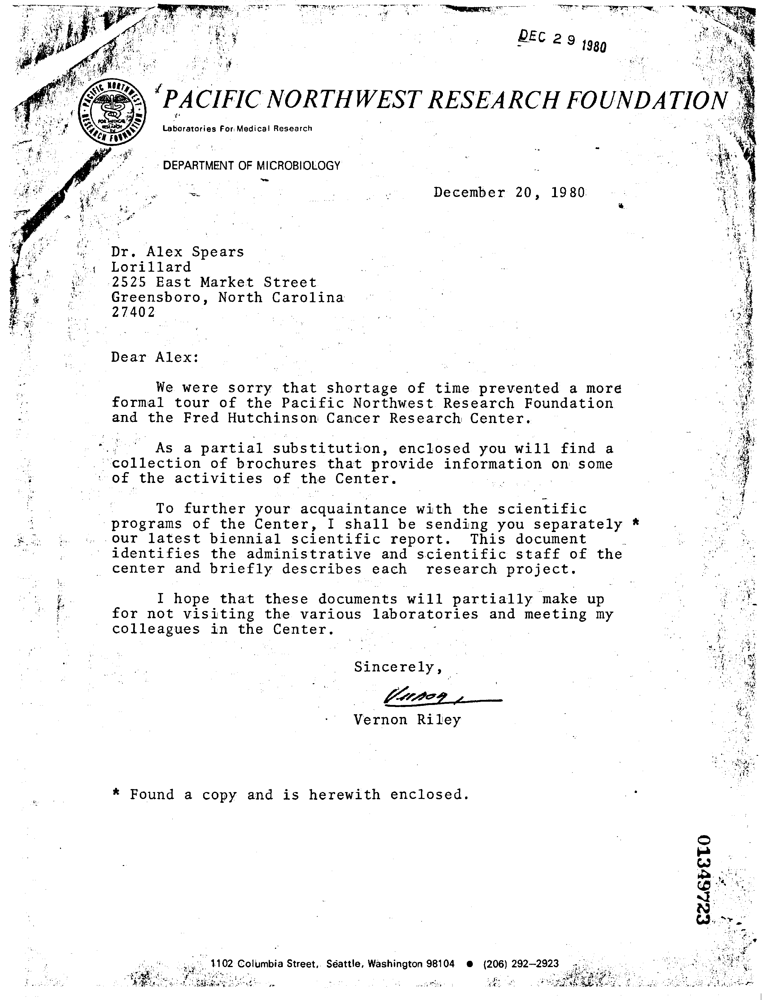 DEC 29 1980
PACIFIC NORTHWEST
RESEARCH FOUNDATION
PACIFIC NORTHWEST RESEARCH FOUNDATION
Laboratories For Medical Research
DEPARTMENT OF MICROBIOLOGY
December 20, 1980
Dr. Alex Spears
Lorillard
2525 East Market Street
Greensboro, North Carolina
27402
Dear Alex:
We were sorry that shortage of time prevented a more
formal tour of the Pacific Northwest Research Foundation
and the Fred Hutchinson Cancer Research Center.
As a partial substitution, enclosed you will find a
collection of brochures that provide information on some
of the activities of the Center.
To further your acquaintance with the scientific
programs of the Center, I shall be sending you separately *
our latest biennial scientific report. This document
identifies the administrative and scientific staff of the
center and briefly describes each research project.
I hope that these documents will partially make up
for not visiting the various laboratories and meeting my
colleagues in the Center.
Sincerely,
Vernon
Vernon Riley
* Found a copy and is herewith enclosed.
01349723
1102 Columbia Street, Seattle, Washington 98104 ● (206) 292-2923